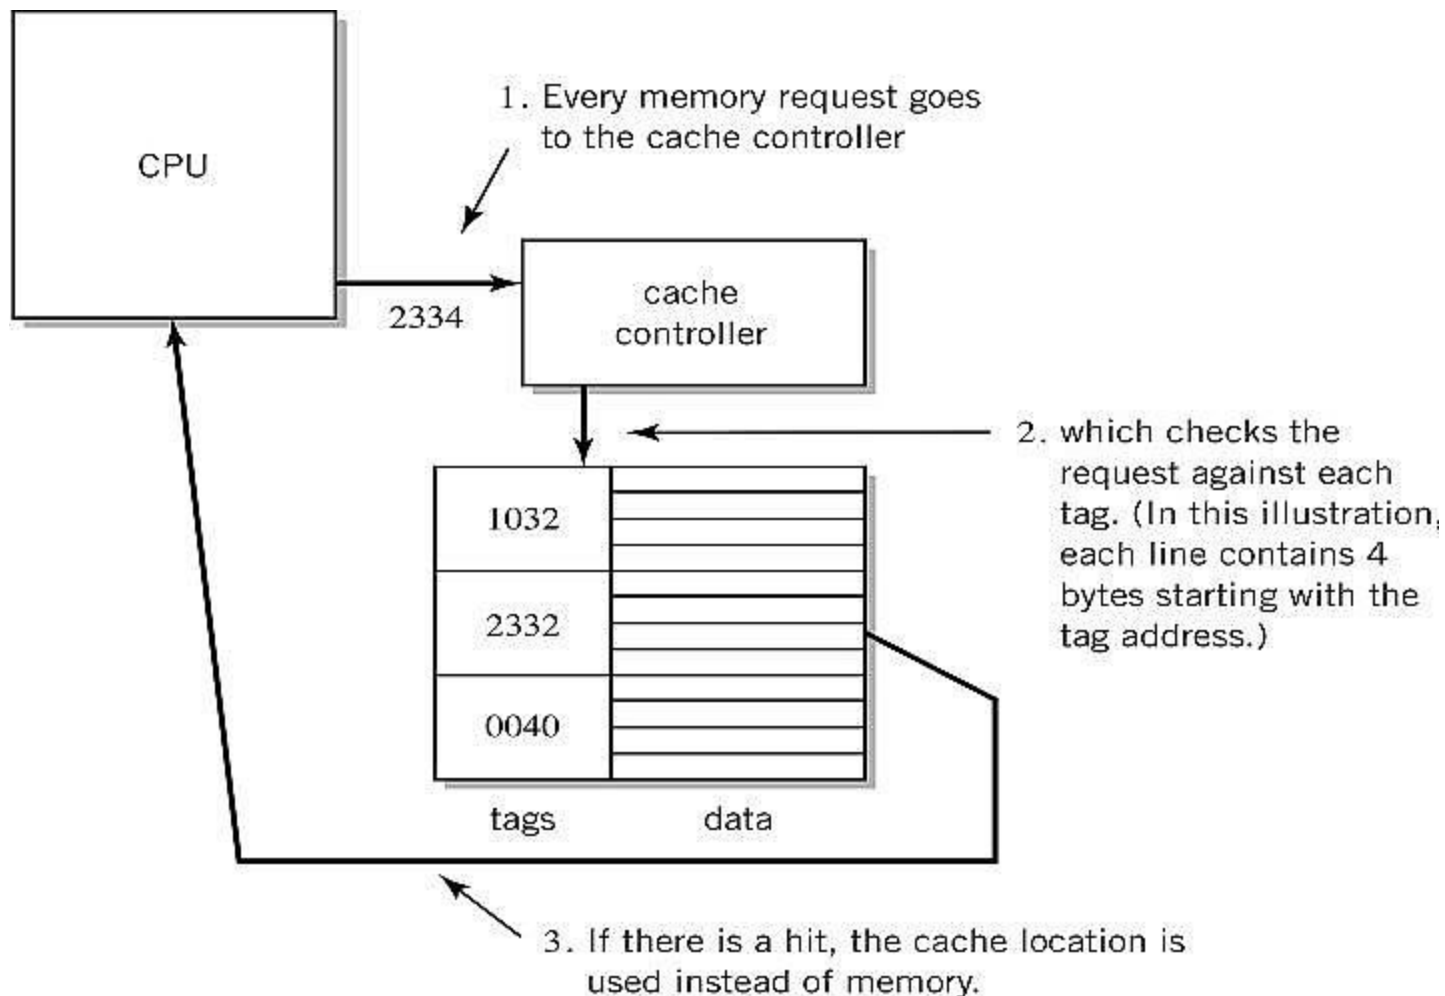 CPU
1. Every memory request goes
to the cache controller
2334
cache
controller
2. which checks the
request against each
tag. (In this illustration,
each line contains 4
bytes starting with the
tag address.)
1032
2332
0040
tags data
3. If there is a hit, the cache location is
used instead of memory.